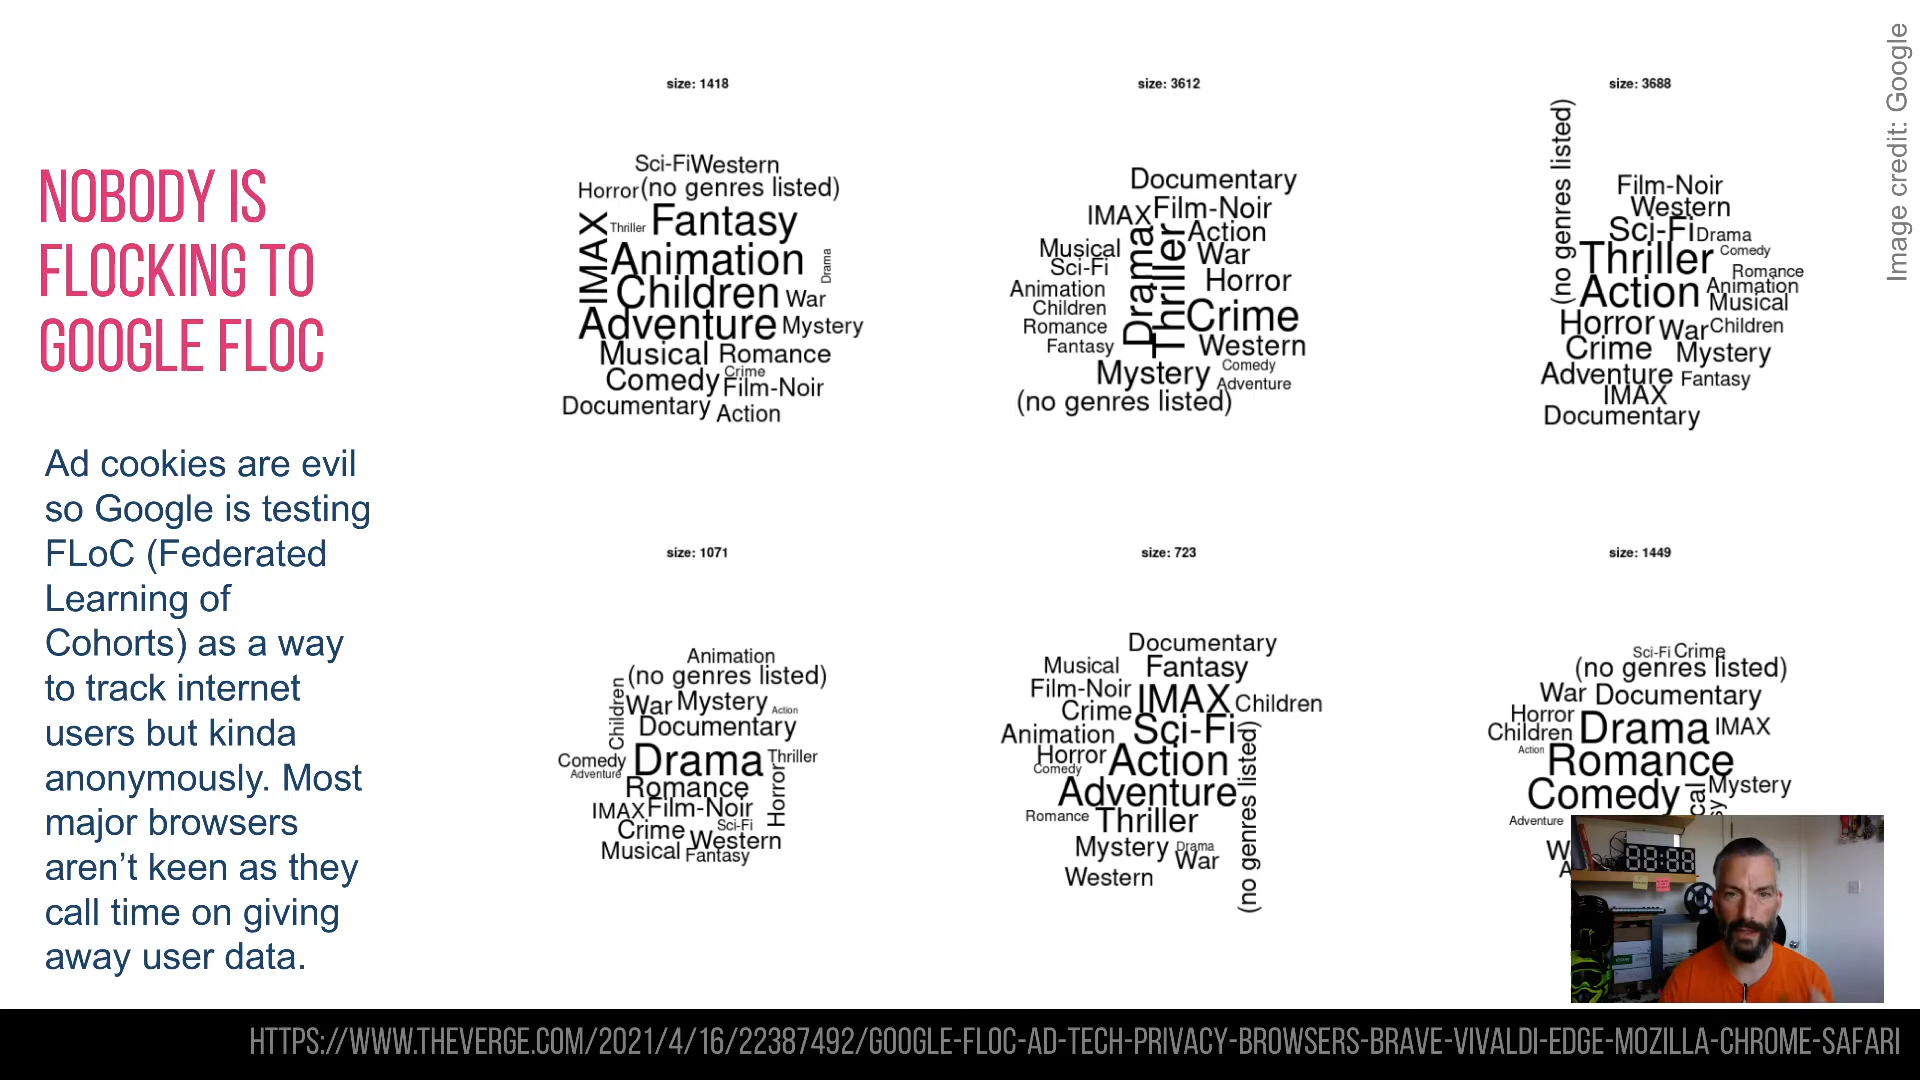 Image credit: Google
NOBODY IS
FLOCKING TO
GOOGLE FLOC
Ad cookies are evil
so Google is testing
FLoC (Federated
Learning of
Cohorts) as a way
to track internet
users but kinda
anonymously. Most
major browsers
aren’t keen as they
call time on giving
away user data.
size: 1418
Sci-Fi Western
Horror (no genres listed)
IMAX
Thriller Fantasy
Animation
Drama
Children War
Adventure Mystery
Musical Romance
Comedy Crime
Film-Noir
Documentary Action
size: 3612
Documentary
IMAX Film-Noir
Action
Musical Drama Thriller War
Sci-Fi Horror
Animation
Children Crime
Romance
Fantasy Western
Mystery Comedy
Adventure
(no genres listed)
size: 3688
(no genres listed)
Film-Noir
Western
Sci-Fi Drama
Thriller Comedy
Romance
Action Animation
Musical
Horror War Children
Crime Mystery
Adventure Fantasy
IMAX
Documentary
size: 1071
Animation
(no genres listed)
Children
War Mystery Action
Documentary
Comedy Drama Thriller
Adventure
Romance Horror
IMAX Film-Noir
Crime Sci-Fi
Western
Musical Fantasy
size: 723
Documentary
Musical Fantasy
Film-Noir IMAX Children
Crime
Animation Sci-Fi
Horror Action (no genres listed)
Comedy
Adventure
Romance Thriller
Mystery Drama
War
Western
size: 1449
Sci-Fi Crime
(no genres listed)
War Documentary
Horror Drama IMAX
Children
Action Romance
Comedy Mystery
Adventure
HTTPS://WWW.THEVERGE.COM/2021/4/16/22387492/GOOGLE-FLOC-AD-TECH-PRIVACY-BROWSERS-BRAVE-VIVALDI-EDGE-MOZILLA-CHROME-SAFARI